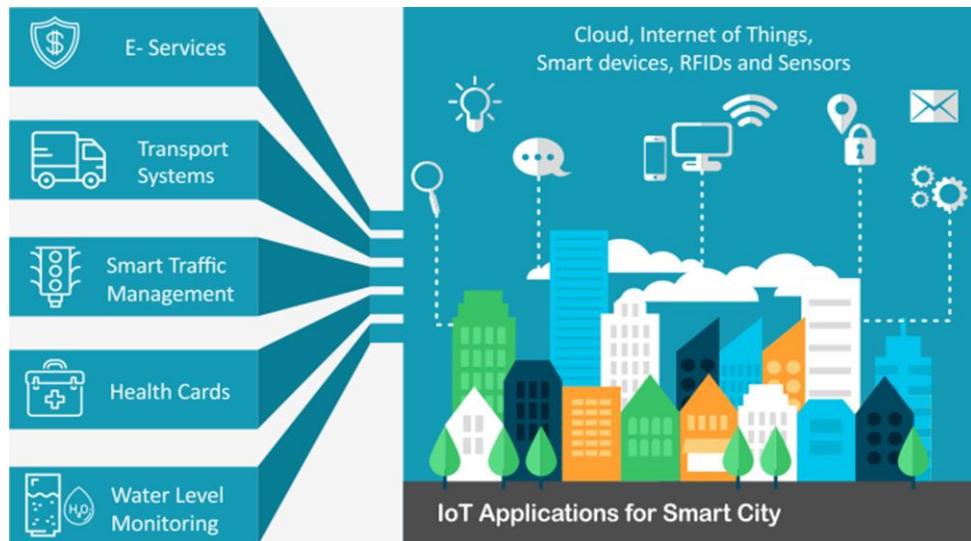 $
E- Services
Transport
Systems
Smart Traffic
Management
Health Cards
H₂O
Water Level
Monitoring
Cloud, Internet of Things,
Smart devices, RFIDs and Sensors
IoT Applications for Smart City